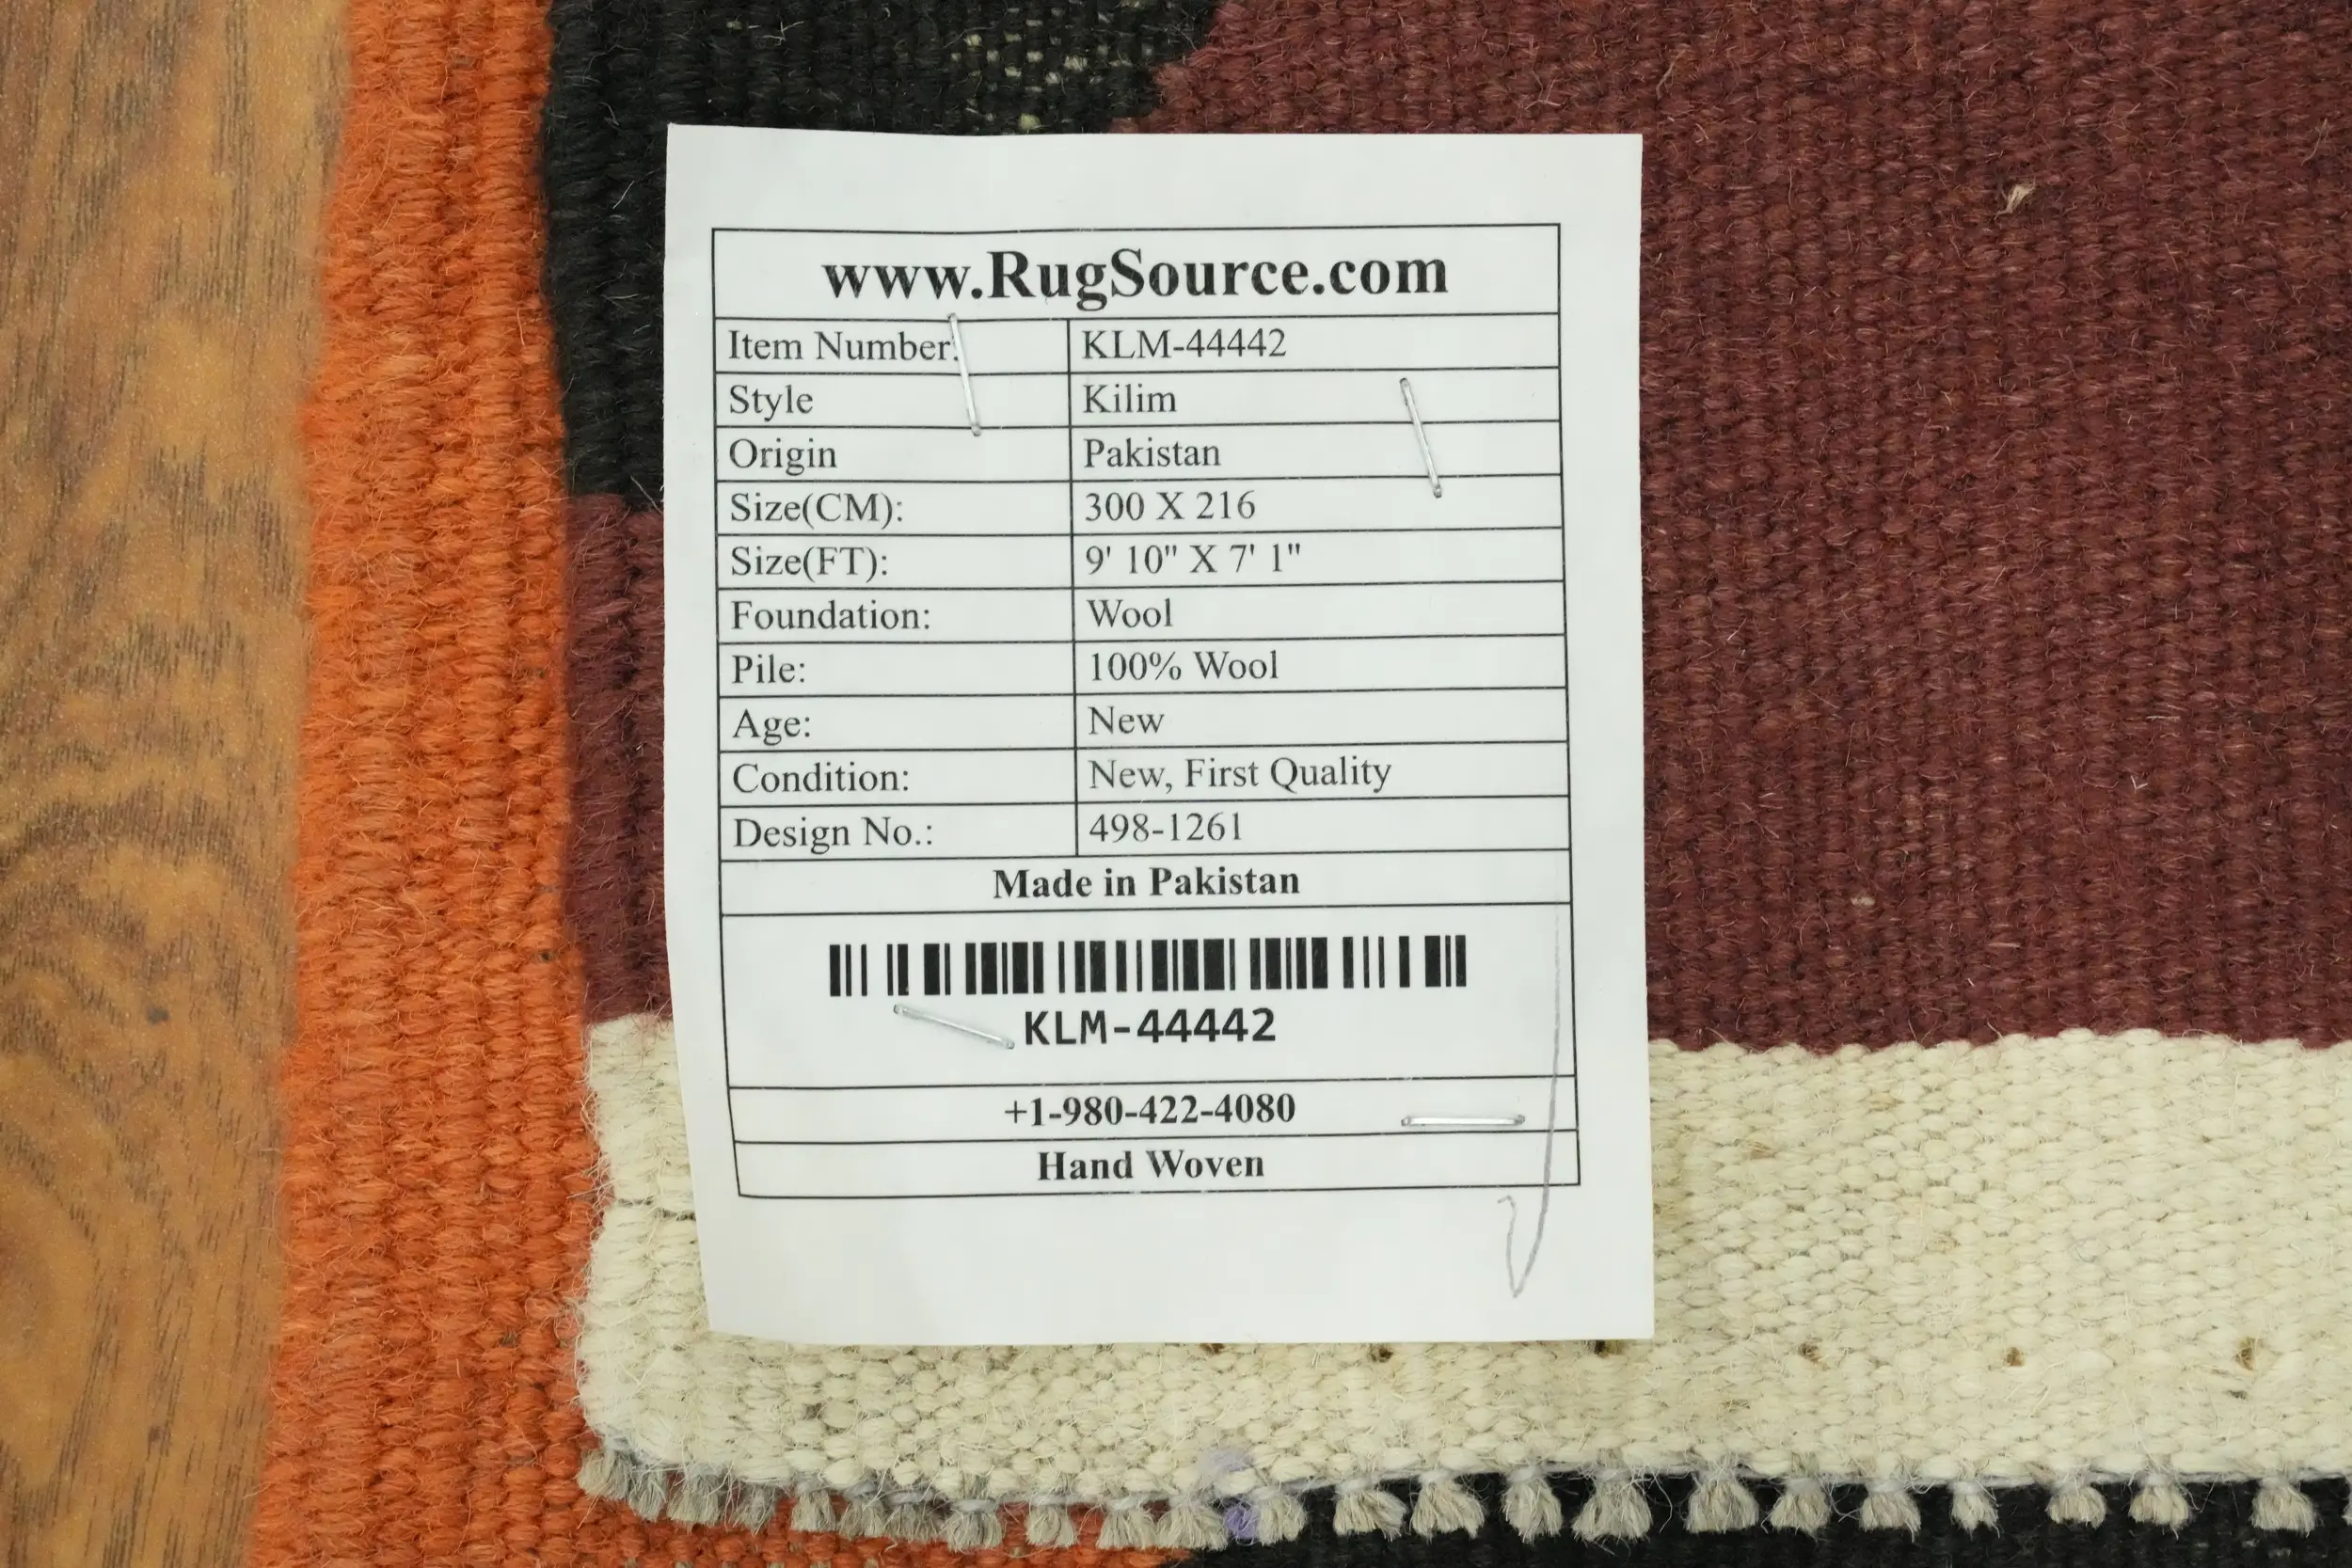 www.RugSource.com
Item Number: KLM-44442
Style Kilim
Origin Pakistan
Size(CM): 300 X 216
Size(FT): 9' 10" X 7' 1"
Foundation: Wool
Pile: 100% Wool
Age: New
Condition: New, First Quality
Design No.: 498-1261
Made in Pakistan
KLM-44442
+1-980-422-4080
Hand Woven